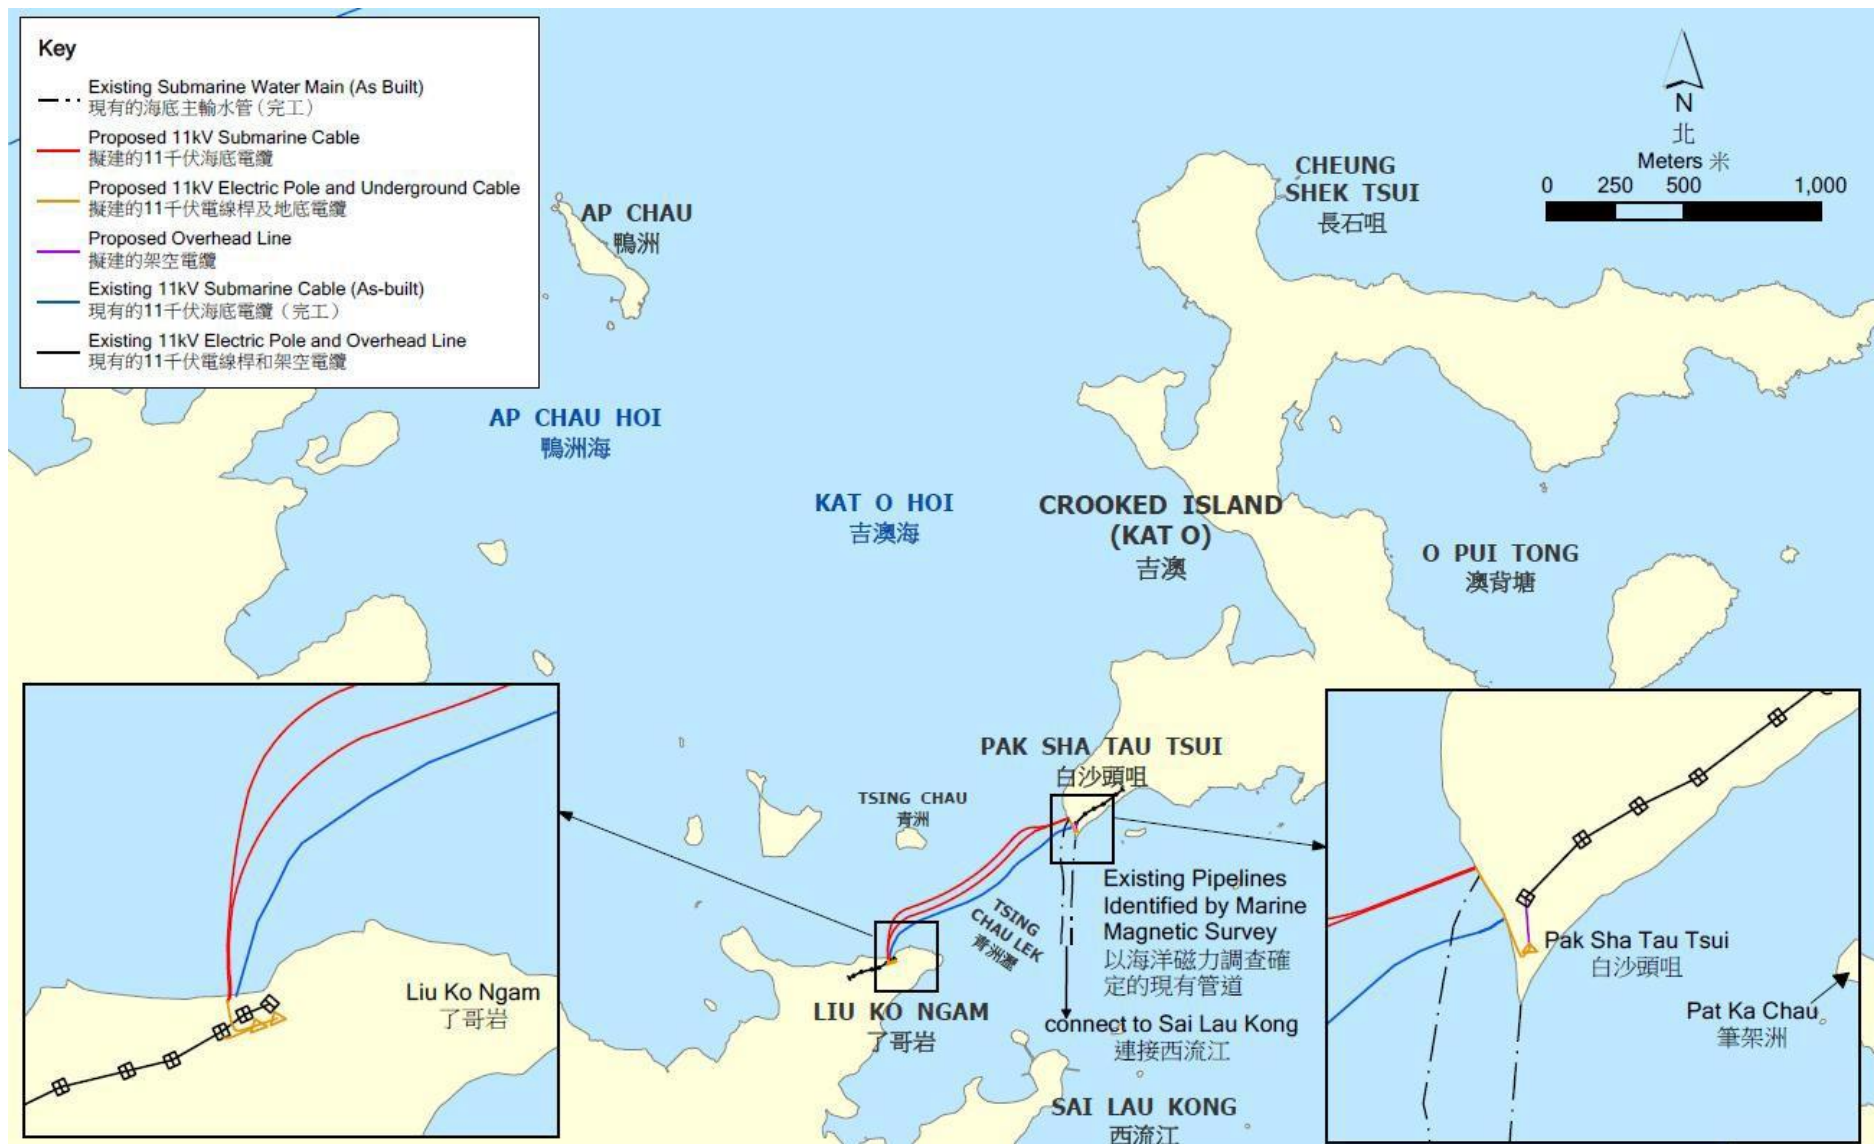 Key
Existing Submarine Water Main (As Built)
現有的海底主輸水管(完工)
Proposed 11kV Submarine Cable
擬建的11千伏海底電纜
Proposed 11kV Electric Pole and Underground Cable
擬建的11千伏電線桿及地底電纜
Proposed Overhead Line
擬建的架空電纜
Existing 11kV Submarine Cable (As-built)
現有的11千伏海底電纜(完工)
Existing 11kV Electric Pole and Overhead Line
現有的11千伏電線桿和架空電纜
N
北
Meters 米
0 250 500 1,000
CHEUNG
SHEK TSUI
長石咀
AP CHAU
鴨洲
AP CHAU HOI
鴨洲海
KAT O HOI
吉澳海
CROOKED ISLAND
(KAT O)
吉澳
O PUI TONG
澳背塘
PAK SHA TAU TSUI
白沙頭咀
TSING CHAU
青洲
TSING
CHAU LEK
青洲瀝
Existing Pipelines
Identified by Marine
Magnetic Survey
以海洋磁力調查確
定的現有管道
connect to Sai Lau Kong
連接西流江
LIU KO NGAM
了哥岩
SAI LAU KONG
西流江
Liu Ko Ngam
了哥岩
Pak Sha Tau Tsui
白沙頭咀
Pat Ka Chau
筆架洲